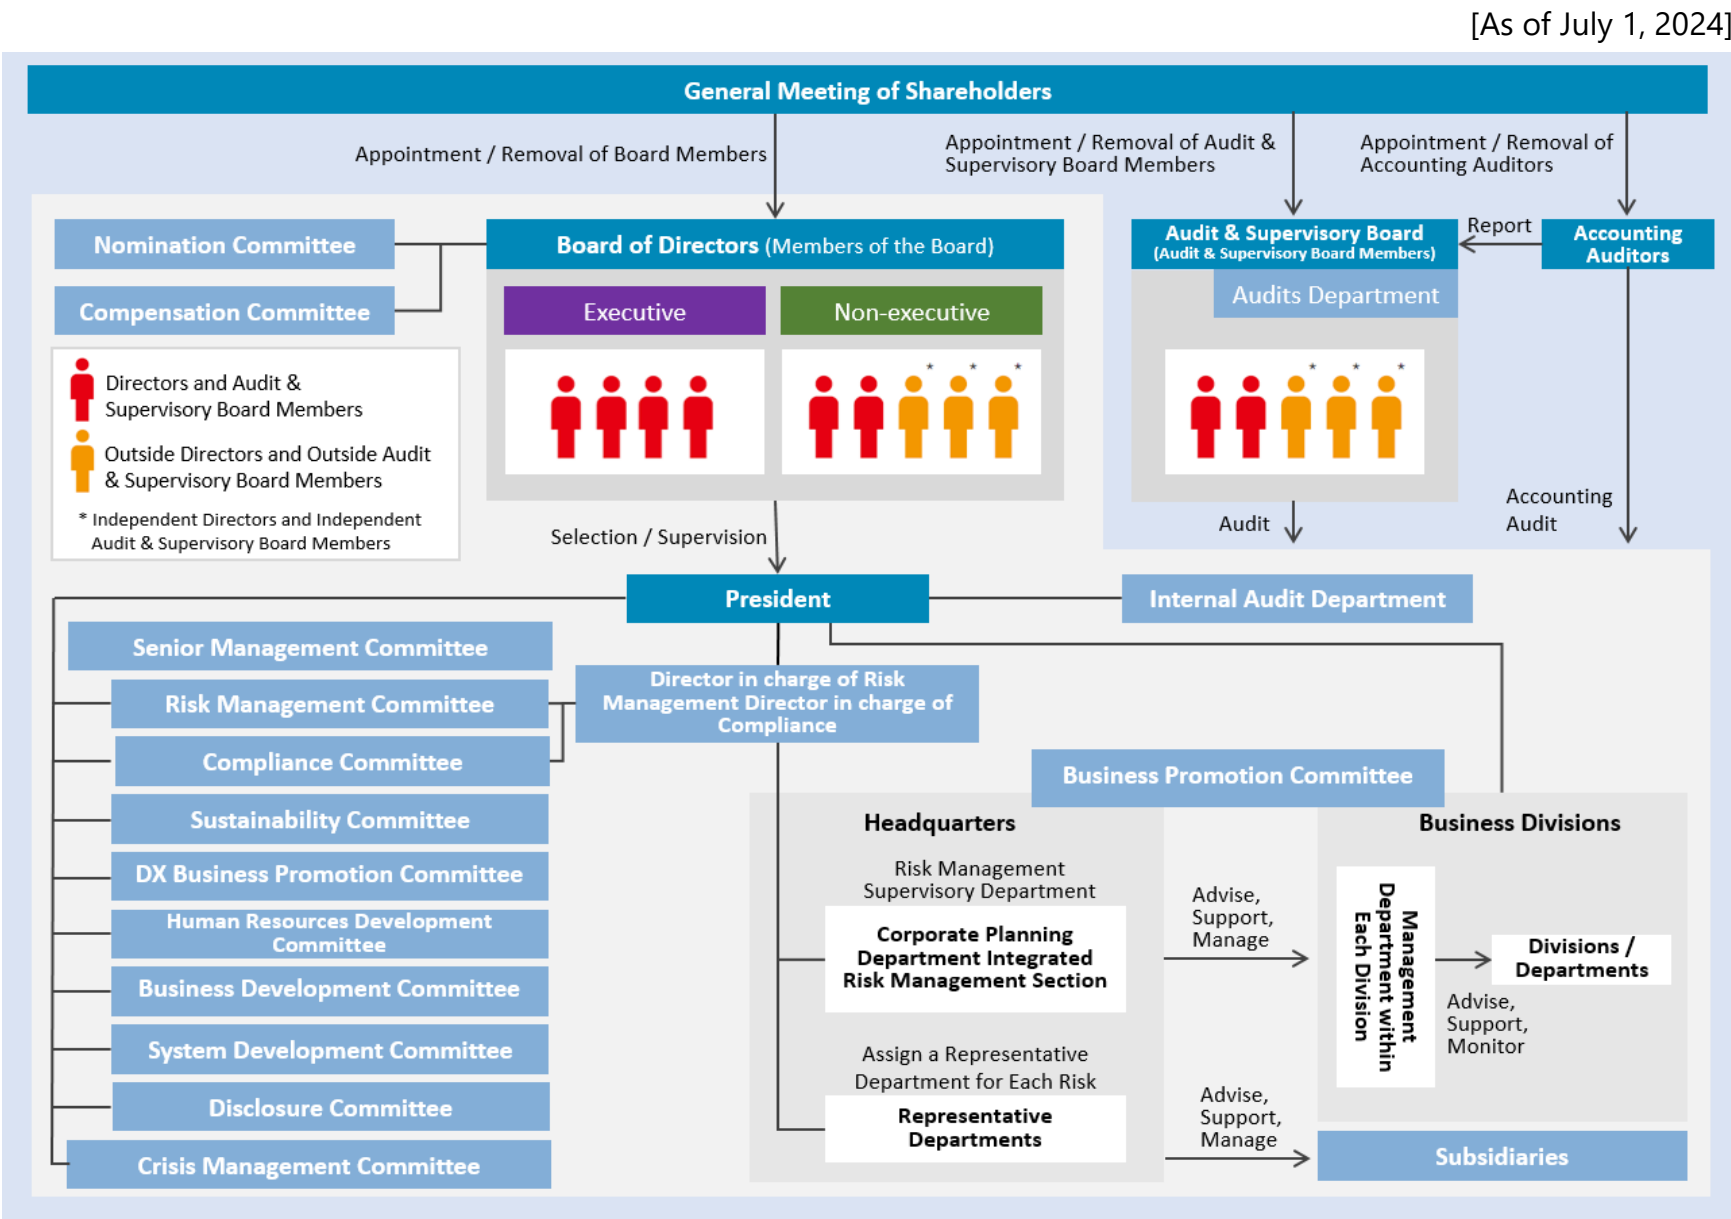 [As of July 1, 2024]
General Meeting of Shareholders
Appointment / Removal of Board Members
Appointment / Removal of Audit &
Supervisory Board Members
Appointment / Removal of
Accounting Auditors
Nomination Committee
Compensation Committee
Board of Directors (Members of the Board)
Executive
Non-executive
* * *
Audit & Supervisory Board
(Audit & Supervisory Board Members)
Audits Department
* * *
Report
Accounting
Auditors
Directors and Audit &
Supervisory Board Members
Outside Directors and Outside Audit
& Supervisory Board Members
* Independent Directors and Independent
Audit & Supervisory Board Members
Selection / Supervision
Audit
Accounting
Audit
President
Internal Audit Department
Senior Management Committee
Risk Management Committee
Compliance Committee
Sustainability Committee
DX Business Promotion Committee
Human Resources Development
Committee
Business Development Committee
System Development Committee
Disclosure Committee
Crisis Management Committee
Director in charge of Risk
Management Director in charge of
Compliance
Business Promotion Committee
Headquarters
Risk Management
Supervisory Department
Corporate Planning
Department Integrated
Risk Management Section
Assign a Representative
Department for Each Risk
Representative
Departments
Advise,
Support,
Manage
Advise,
Support,
Manage
Business Divisions
Management
Department within
Each Division
Divisions /
Departments
Advise,
Support,
Monitor
Subsidiaries